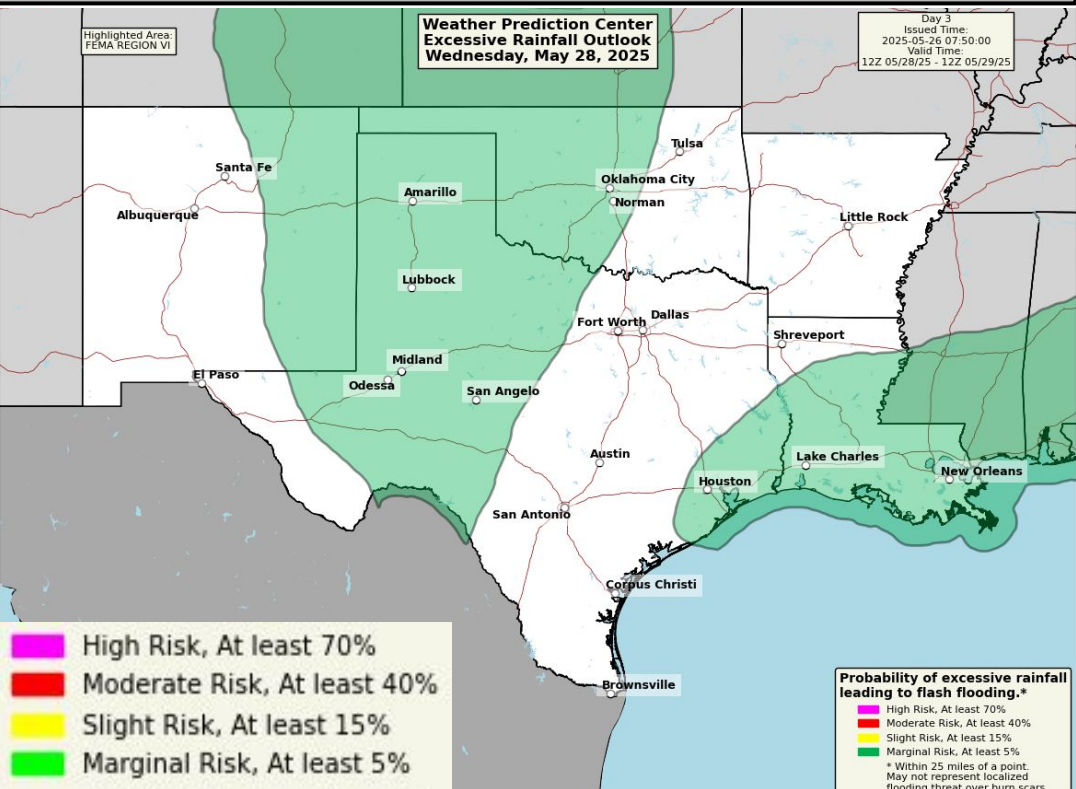 Highlighted Area:
FEMA REGION VI
Weather Prediction Center
Excessive Rainfall Outlook
Wednesday, May 28, 2025
Day 3
Issued Time:
2025-05-26 07:50:00
Valid Time:
12Z 05/28/25 - 12Z 05/29/25
Tulsa
Santa Fe
Oklahoma City
Amarillo
Norman
Albuquerque
Little Rock
Lubbock
Dallas
Fort Worth
Shreveport
Midland
El Paso
Odessa
San Angelo
Austin
Lake Charles
New Orleans
Houston
San Antonio
Corpus Christi
Brownsville
High Risk, At least 70%
Moderate Risk, At least 40%
Slight Risk, At least 15%
Marginal Risk, At least 5%
Probability of excessive rainfall
leading to flash flooding.*
High Risk, At least 70%
Moderate Risk, At least 40%
Slight Risk, At least 15%
Marginal Risk, At least 5%
* Within 25 miles of a point.
May not represent localized
flooding threat over burn scars